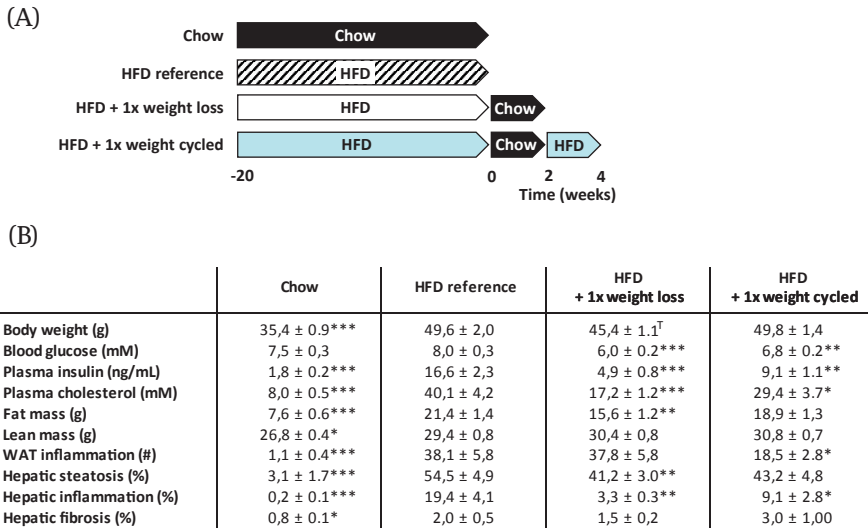 (A)
Chow Chow
HFD reference HFD
HFD + 1x weight loss HFD Chow
HFD + 1x weight cycled HFD Chow HFD
-20 0 2 4
Time (weeks)
(B)
Chow HFD reference HFD + 1x weight loss HFD + 1x weight cycled
Body weight (g) 35,4 ± 0.9*** 49,6 ± 2,0 45,4 ± 1.1T 49,8 ± 1,4
Blood glucose (mM) 7,5 ± 0,3 8,0 ± 0,3 6,0 ± 0.2*** 6,8 ± 0.2**
Plasma insulin (ng/mL) 1,8 ± 0.2*** 16,6 ± 2,3 4,9 ± 0.8*** 9,1 ± 1.1**
Plasma cholesterol (mM) 8,0 ± 0.5*** 40,1 ± 4,2 17,2 ± 1.2*** 29,4 ± 3.7*
Fat mass (g) 7,6 ± 0.6*** 21,4 ± 1,4 15,6 ± 1.2** 18,9 ± 1,3
Lean mass (g) 26,8 ± 0.4* 29,4 ± 0,8 30,4 ± 0,8 30,8 ± 0,7
WAT inflammation (#) 1,1 ± 0.4*** 38,1 ± 5,8 37,8 ± 5,8 18,5 ± 2.8*
Hepatic steatosis (%) 3,1 ± 1.7*** 54,5 ± 4,9 41,2 ± 3.0** 43,2 ± 4,8
Hepatic inflammation (%) 0,2 ± 0.1*** 19,4 ± 4,1 3,3 ± 0.3** 9,1 ± 2.8*
Hepatic fibrosis (%) 0,8 ± 0.1* 2,0 ± 0,5 1,5 ± 0,2 3,0 ± 1,00